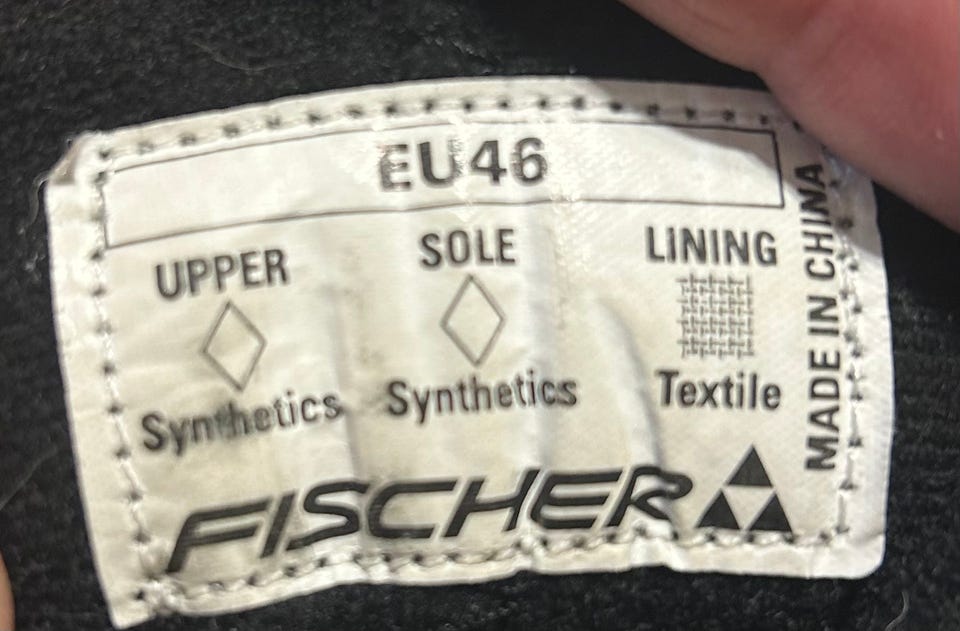 EU46
UPPER SOLE LINING
Synthetics Synthetics Textile
FISCHER
MADE IN CHINA